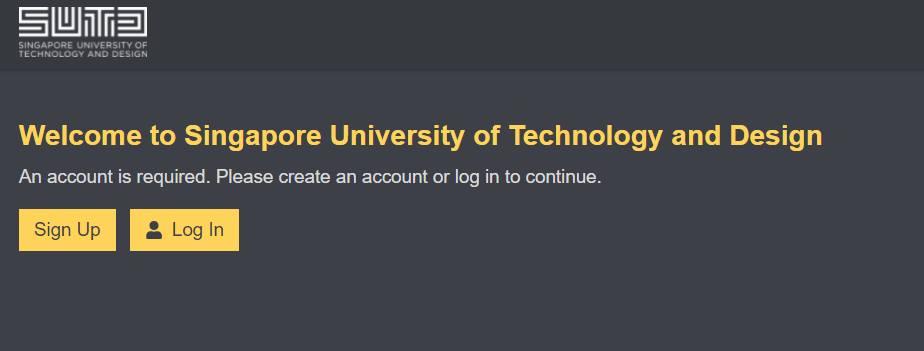 SUTD
SINGAPORE UNIVERSITY OF
TECHNOLOGY AND DESIGN
Welcome to Singapore University of Technology and Design
An account is required. Please create an account or log in to continue.
Sign Up
Log In